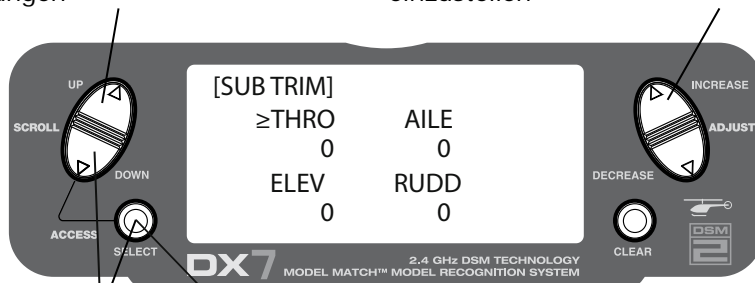 einzustellen
UP
INCREASE
SCROLL
ADJUST
DOWN
DECREASE
ACCESS
SELECT
CLEAR
[SUB TRIM]
≥THRO AILE
0 0
ELEV RUDD
0 0
DX7
2.4 GHz DSM TECHNOLOGY
MODEL MATCH™ MODEL RECOGNITION SYSTEM
DSM
2